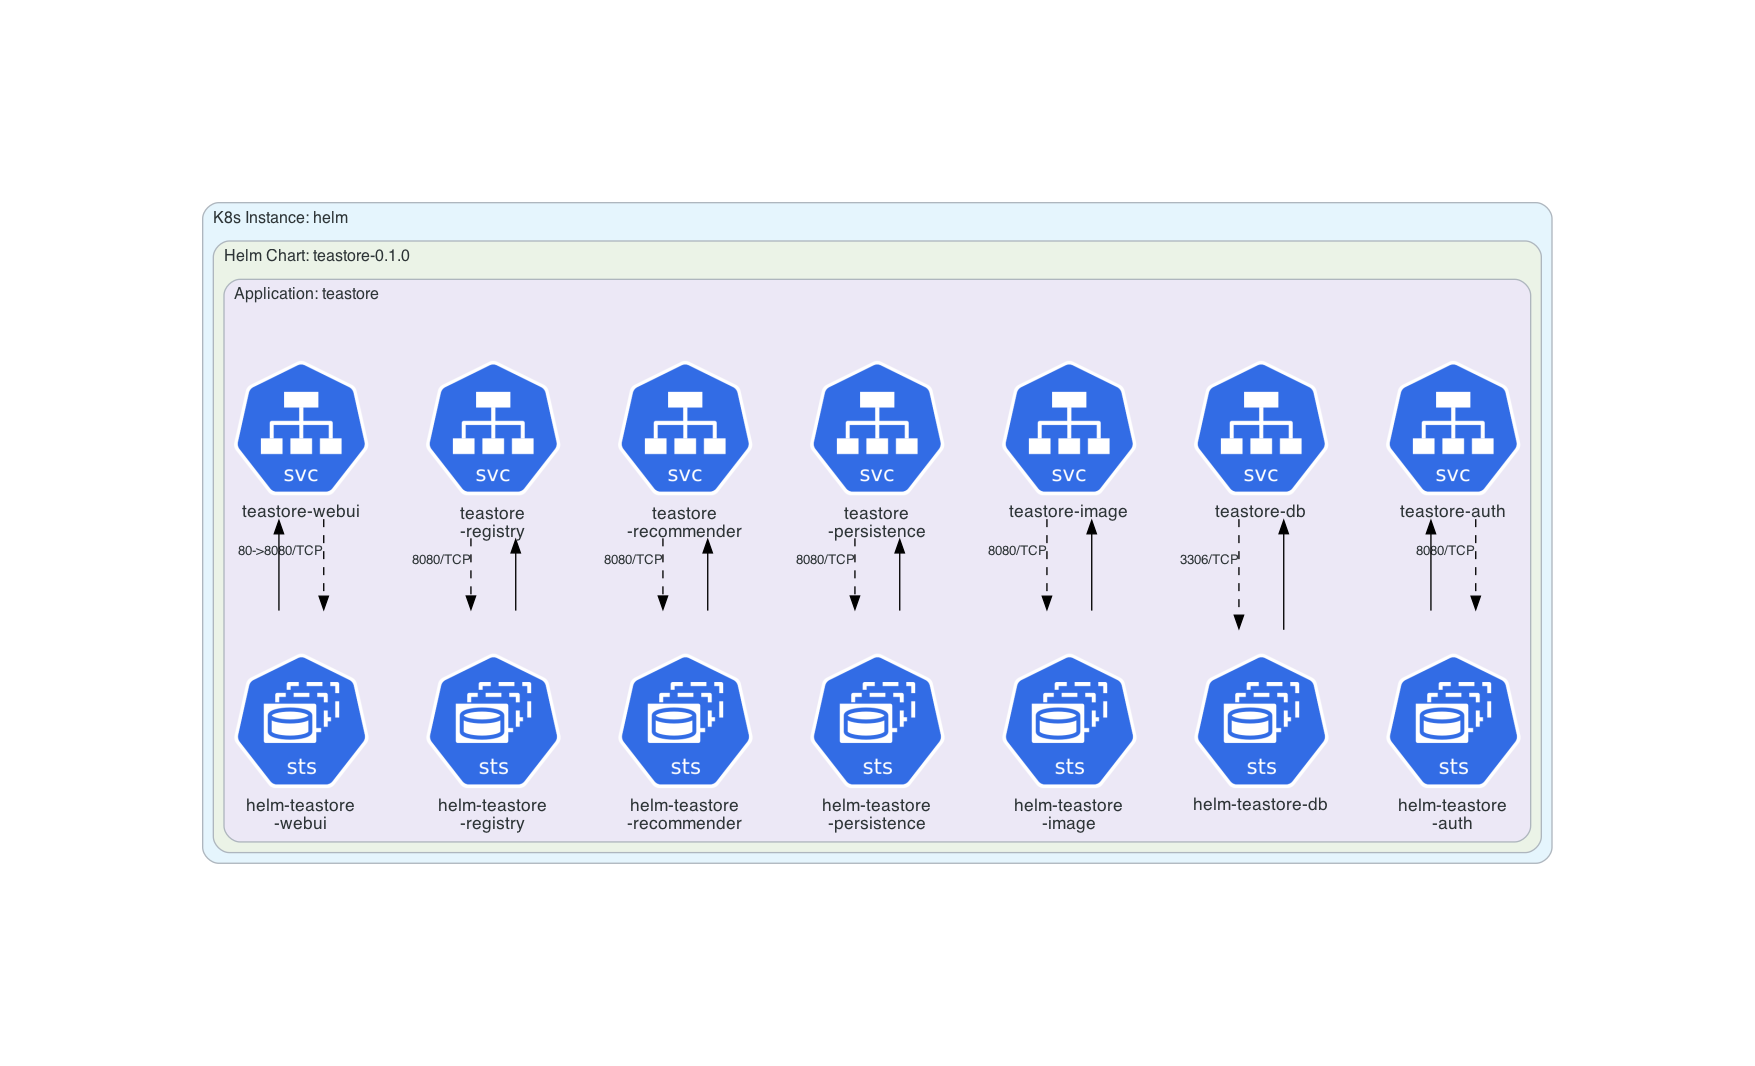 K8s Instance: helm
Helm Chart: teastore-0.1.0
Application: teastore
svc
svc
svc
svc
svc
svc
svc
teastore-webui
teastore
-registry
teastore
-recommender
teastore
-persistence
teastore-image
teastore-db
teastore-auth
80->8080/TCP
8080/TCP
8080/TCP
8080/TCP
8080/TCP
3306/TCP
8080/TCP
sts
sts
sts
sts
sts
sts
sts
helm-teastore
-webui
helm-teastore
-registry
helm-teastore
-recommender
helm-teastore
-persistence
helm-teastore
-image
helm-teastore-db
helm-teastore
-auth